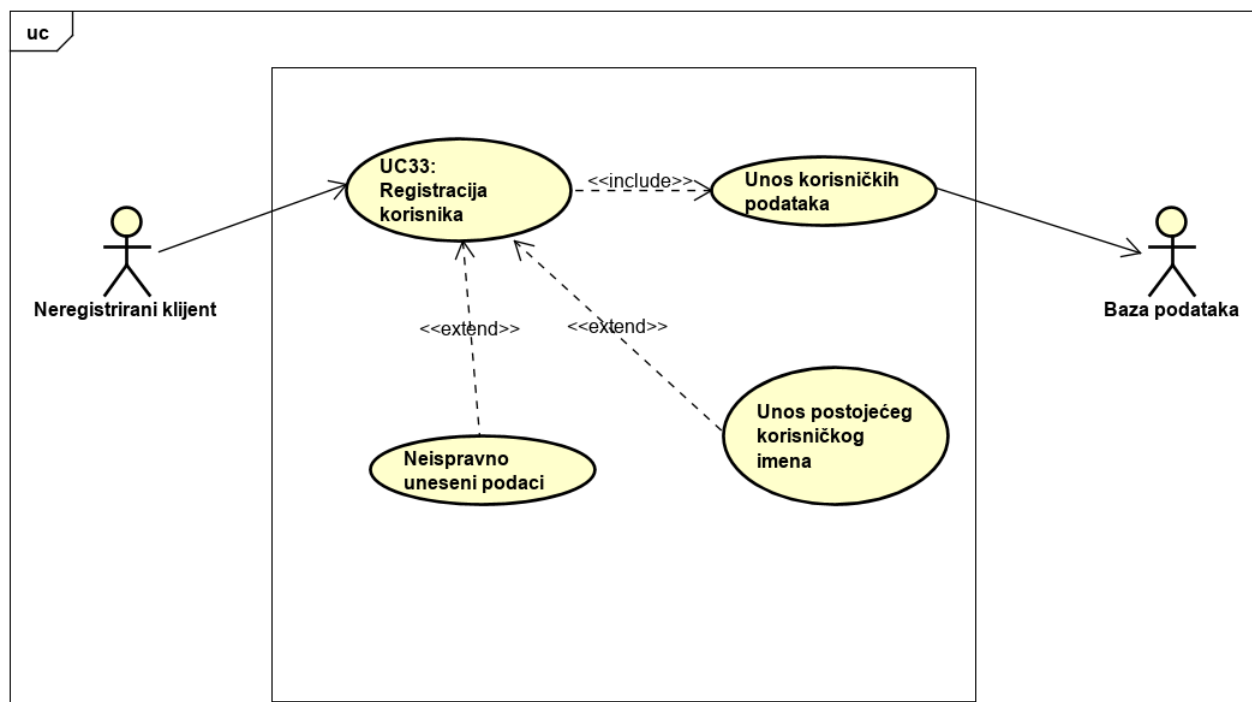 uc
UC33:
Registracija
korisnika
<<include>>
Unos korisničkih
podataka
Neregistrirani klijent
Baza podataka
<<extend>>
<<extend>>
Neispravno
uneseni podaci
Unos postojećeg
korisničkog
imena